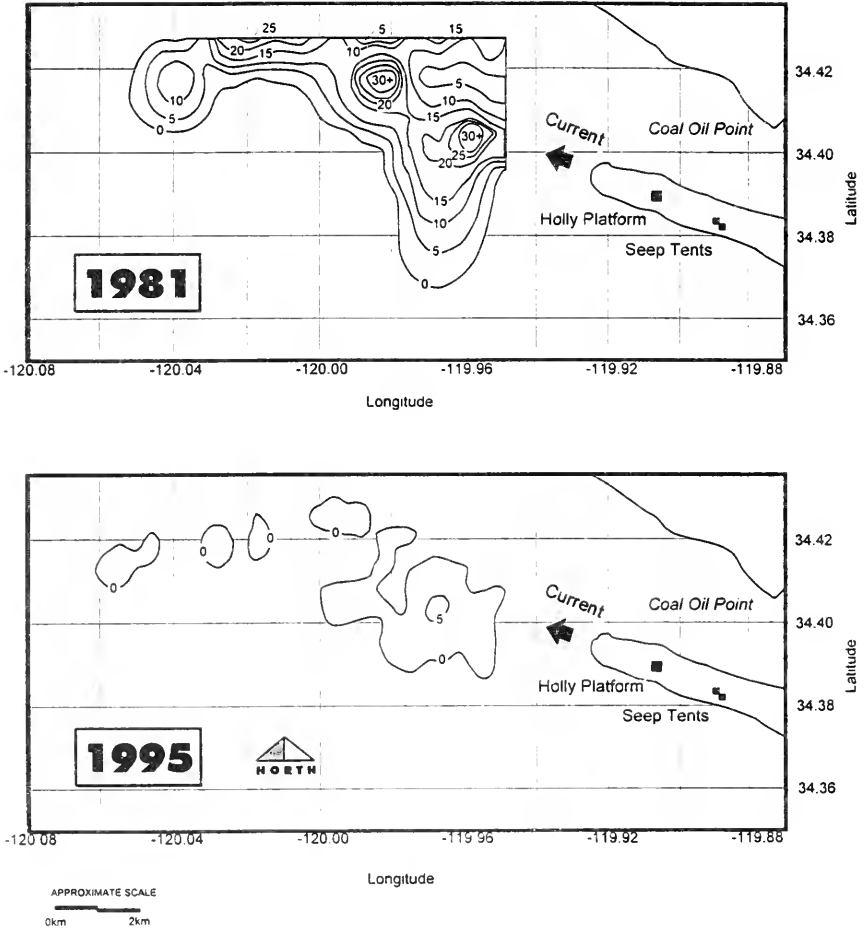 25 5 15
20 10 10
15 15
30+ 5
10 20 10
5 15
0 30+
25
20
15
10
5
0
Current
Coal Oil Point
Holly Platform
Seep Tents
1981
34.42
34.40
34.38
34.36
Latitude
-120.08 -120.04 -120.00 -119.96 -119.92 -119.88
Longitude
0
0 0 0
5
0
Current
Coal Oil Point
Holly Platform
Seep Tents
1995
NORTH
34.42
34.40
34.38
34.36
Latitude
-120 08 -120.04 -120.00 -119.96 -119.92 -119.88
Longitude
APPROXIMATE SCALE
0km 2km